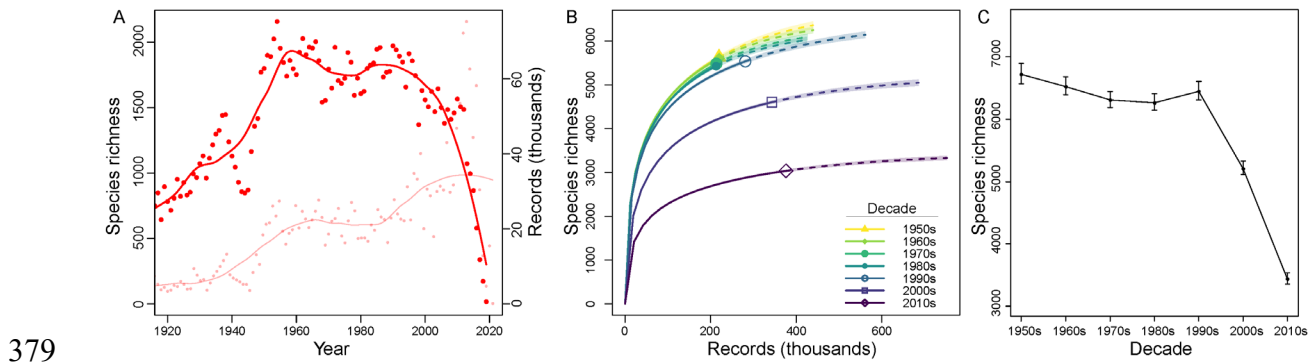 A
Species richness
2000
1500
1000
500
0
60
40
20
0
Records (thousands)
1920
1940
1960
1980
2000
2020
Year
B
Species richness
6000
5000
4000
3000
2000
1000
0
0
200
400
600
Records (thousands)
Decade
1950s
1960s
1970s
1980s
1990s
2000s
2010s
C
Species richness
7000
6000
5000
4000
3000
1950s
1960s
1970s
1980s
1990s
2000s
2010s
Decade
379